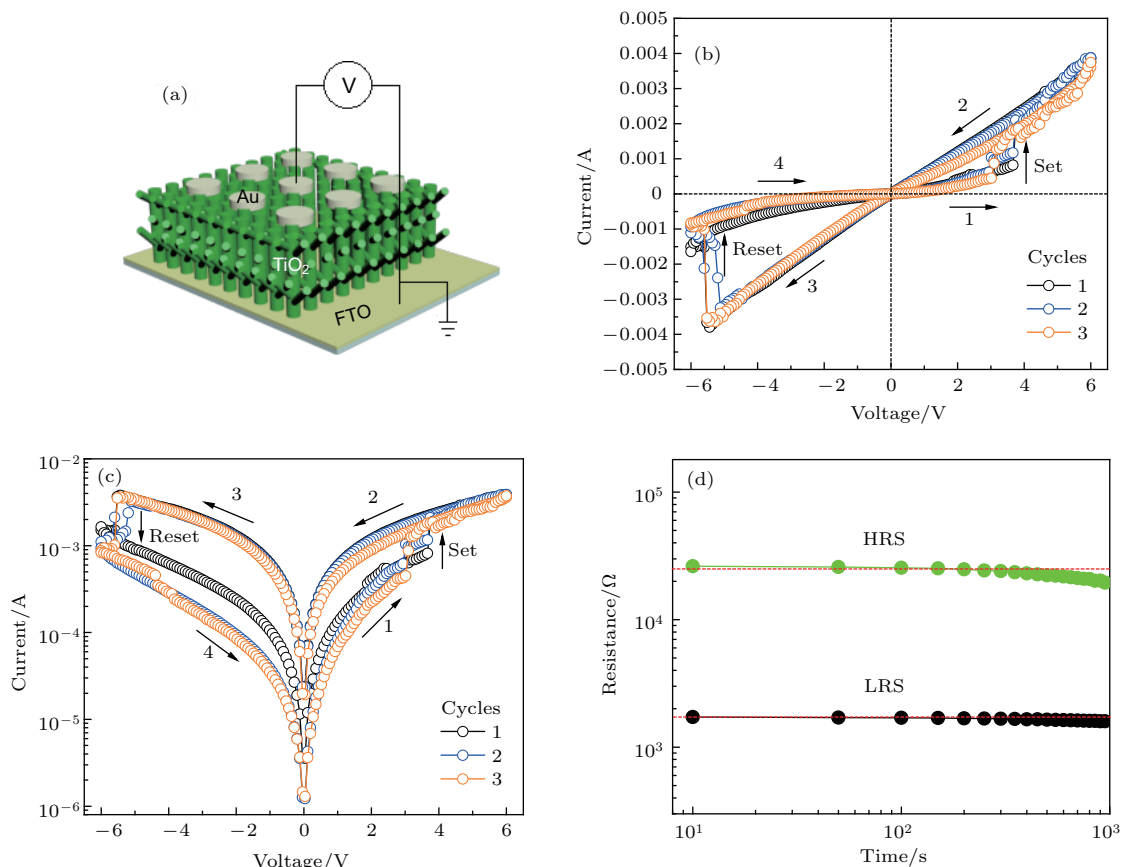 (a)
V
Au
TiO₂
FTO
(b)
0.005
0.004
0.003
0.002
0.001
0
−0.001
−0.002
−0.003
−0.004
−0.005
Current/A
−6 −4 −2 0 2 4 6
Voltage/V
2
4
Set
1
Reset
3
Cycles
1
2
3
(c)
10⁻²
10⁻³
10⁻⁴
10⁻⁵
10⁻⁶
Current/A
−6 −4 −2 0 2 4 6
Voltage/V
3
2
Reset
Set
1
4
Cycles
1
2
3
(d)
10⁵
10⁴
10³
Resistance/Ω
HRS
LRS
10¹ 10² 10³
Time/s